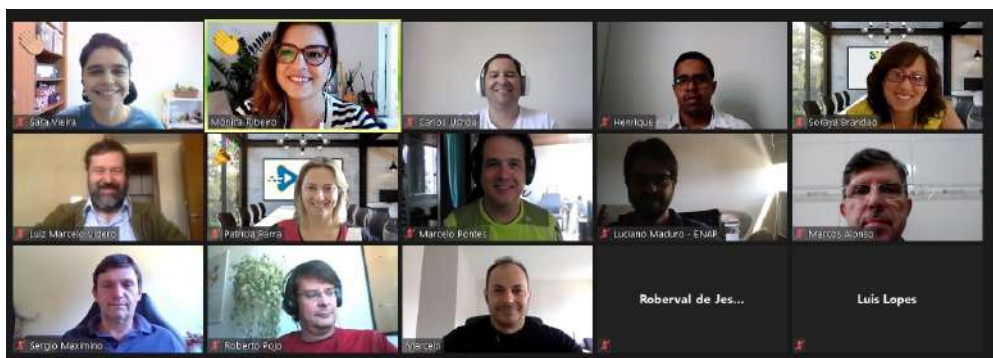 Sara Vieira
Mônica Ribeiro
Carlos Uchôa
Henrique
Soraya Brandão
Luiz Marcelo Videro
Patricia Parra
Marcelo Pontes
Luciano Maduro - ENAP
Marcos Alonso
Sergio Maximino
Roberto Pojo
Marcelo
Roberval de Jes...
Luis Lopes